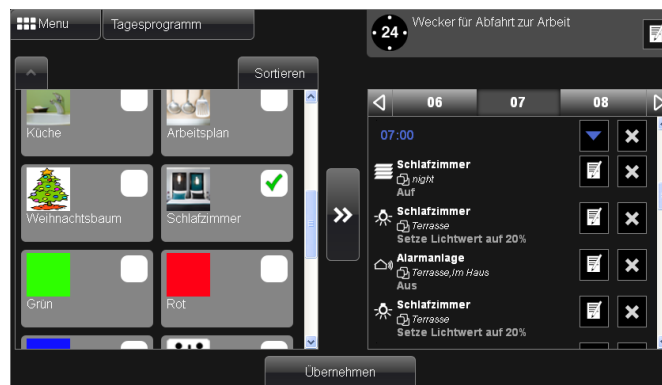 Menu
Tagesprogramm
24
Wecker für Abfahrt zur Arbeit
Sortieren
Küche
Arbeitsplan
Weihnachtsbaum
Schlafzimmer
Grün
Rot
06
07
08
07:00
Schlafzimmer
night
Auf
Schlafzimmer
Terrasse
Setze Lichtwert auf 20%
Alarmanlage
Terrasse,Im Haus
Aus
Schlafzimmer
Terrasse
Setze Lichtwert auf 20%
Übernehmen